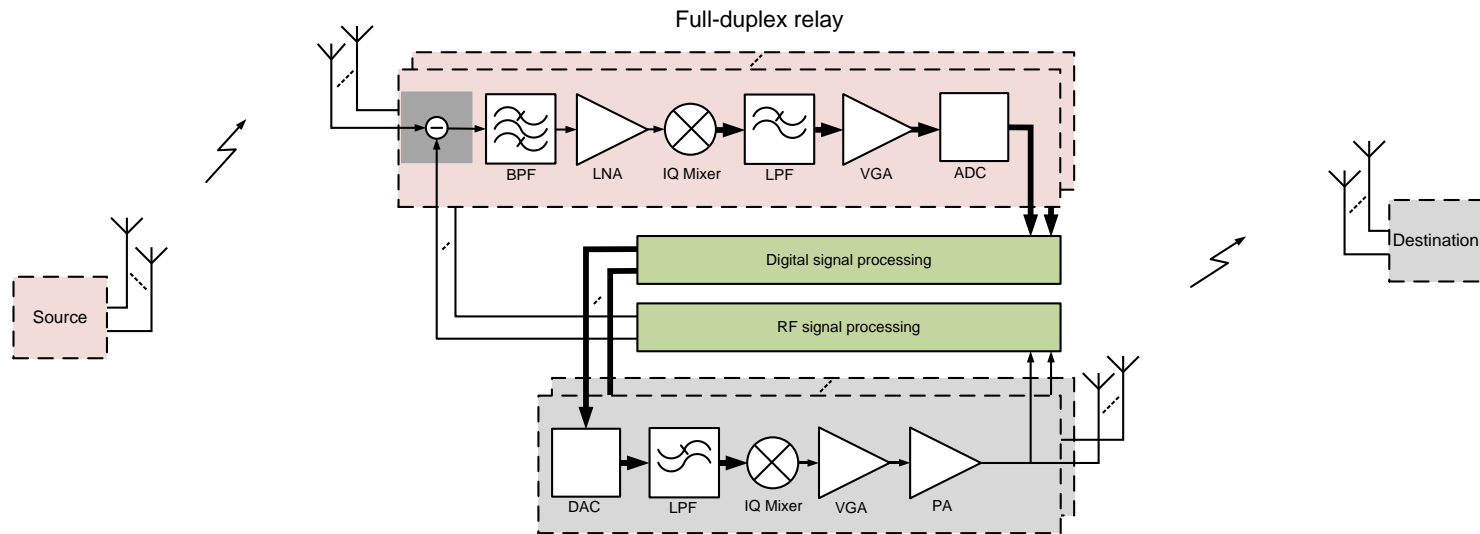 Full-duplex relay
BPF
LNA
IQ Mixer
LPF
VGA
ADC
Destination
Digital signal processing
Source
RF signal processing
DAC
LPF
IQ Mixer
VGA
PA